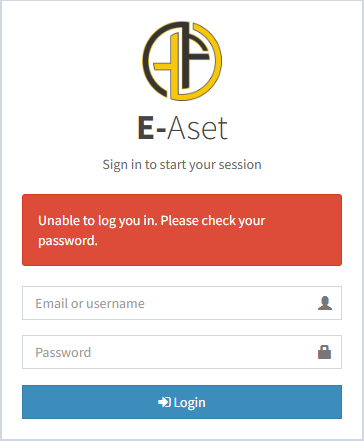 E-Aset
Sign in to start your session
Unable to log you in. Please check your
password.
Email or username
Password
Login